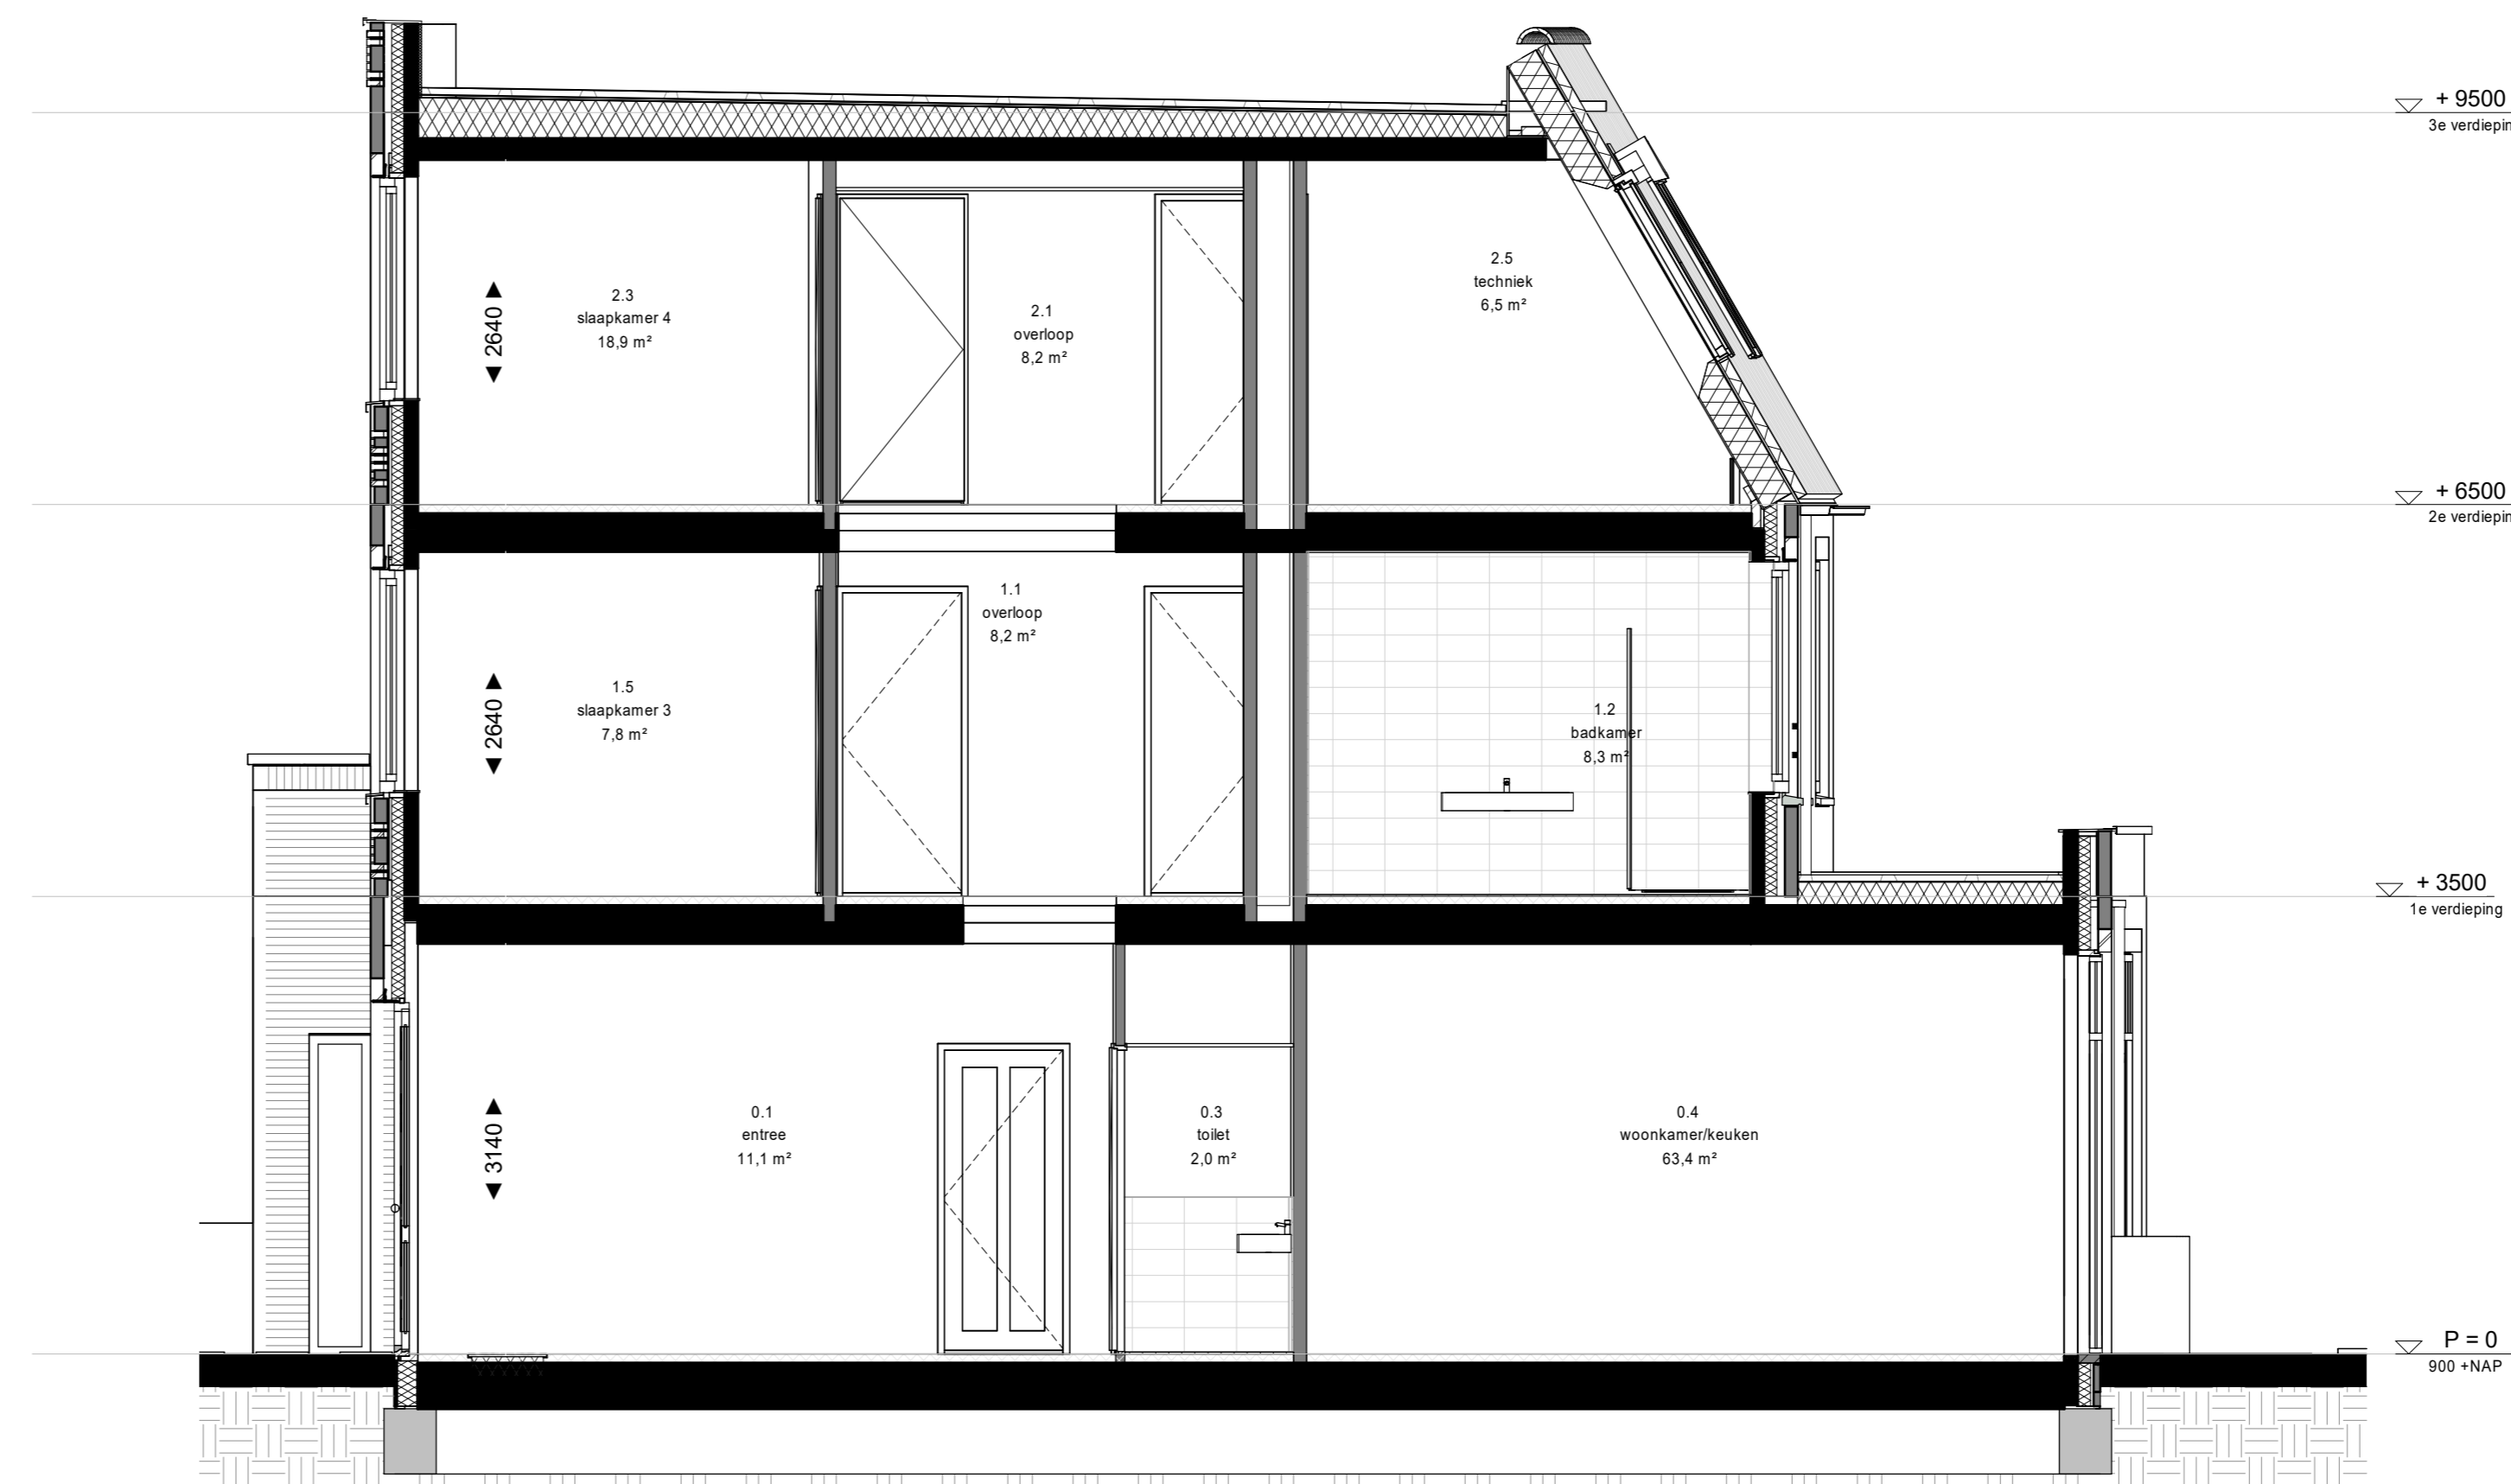 + 9500
3e verdiepin
2.5
techniek
6,5 m²
2.3
slaapkamer 4
18,9 m²
2640
2.1
overloop
8,2 m²
+ 6500
2e verdiepin
1.1
overloop
8,2 m²
1.5
slaapkamer 3
7,8 m²
2640
1.2
badkamer
8,3 m²
+ 3500
1e verdieping
0.1
entree
11,1 m²
3140
0.3
toilet
2,0 m²
0.4
woonkamer/keuken
63,4 m²
P = 0
900 +NAP